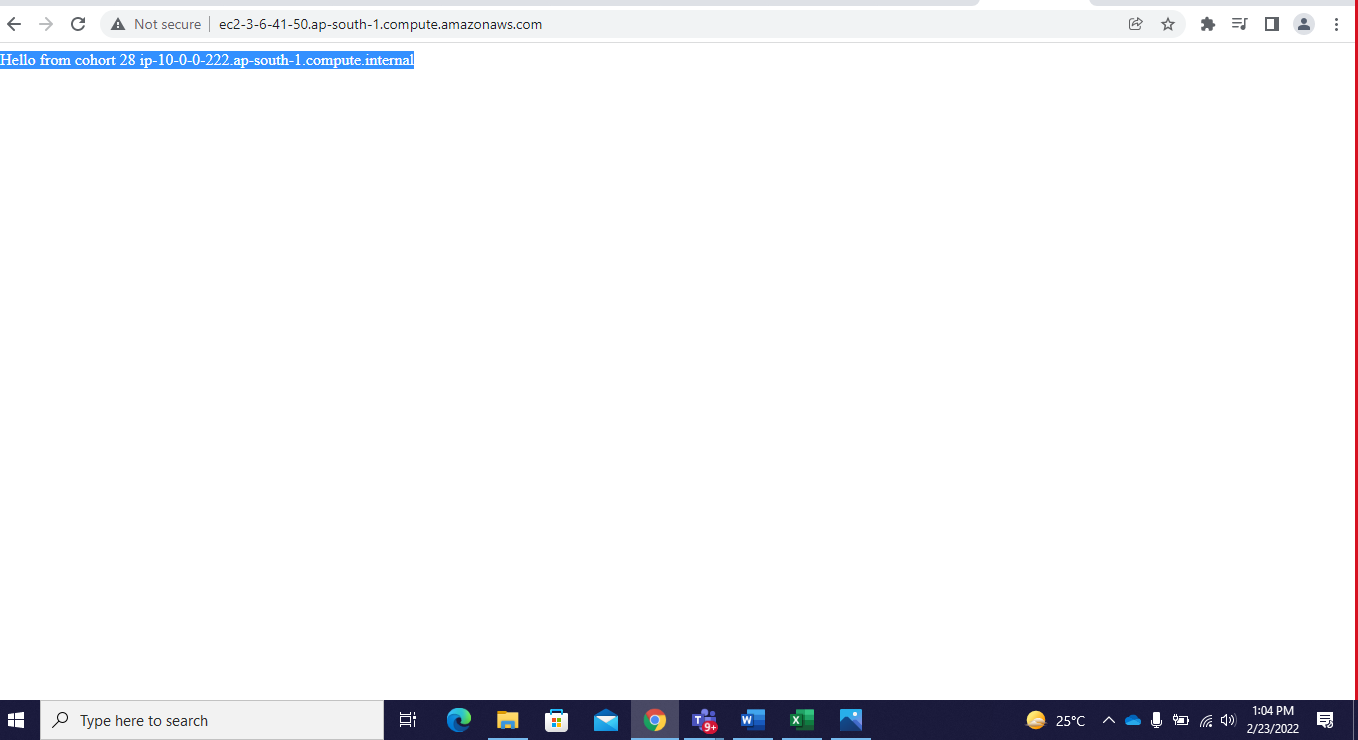 Not secure
ec2-3-6-41-50.ap-south-1.compute.amazonaws.com
Hello from cohort 28 ip-10-0-0-222.ap-south-1.compute.internal
Type here to search
T
9+
W
X
25°C
1:04 PM
2/23/2022